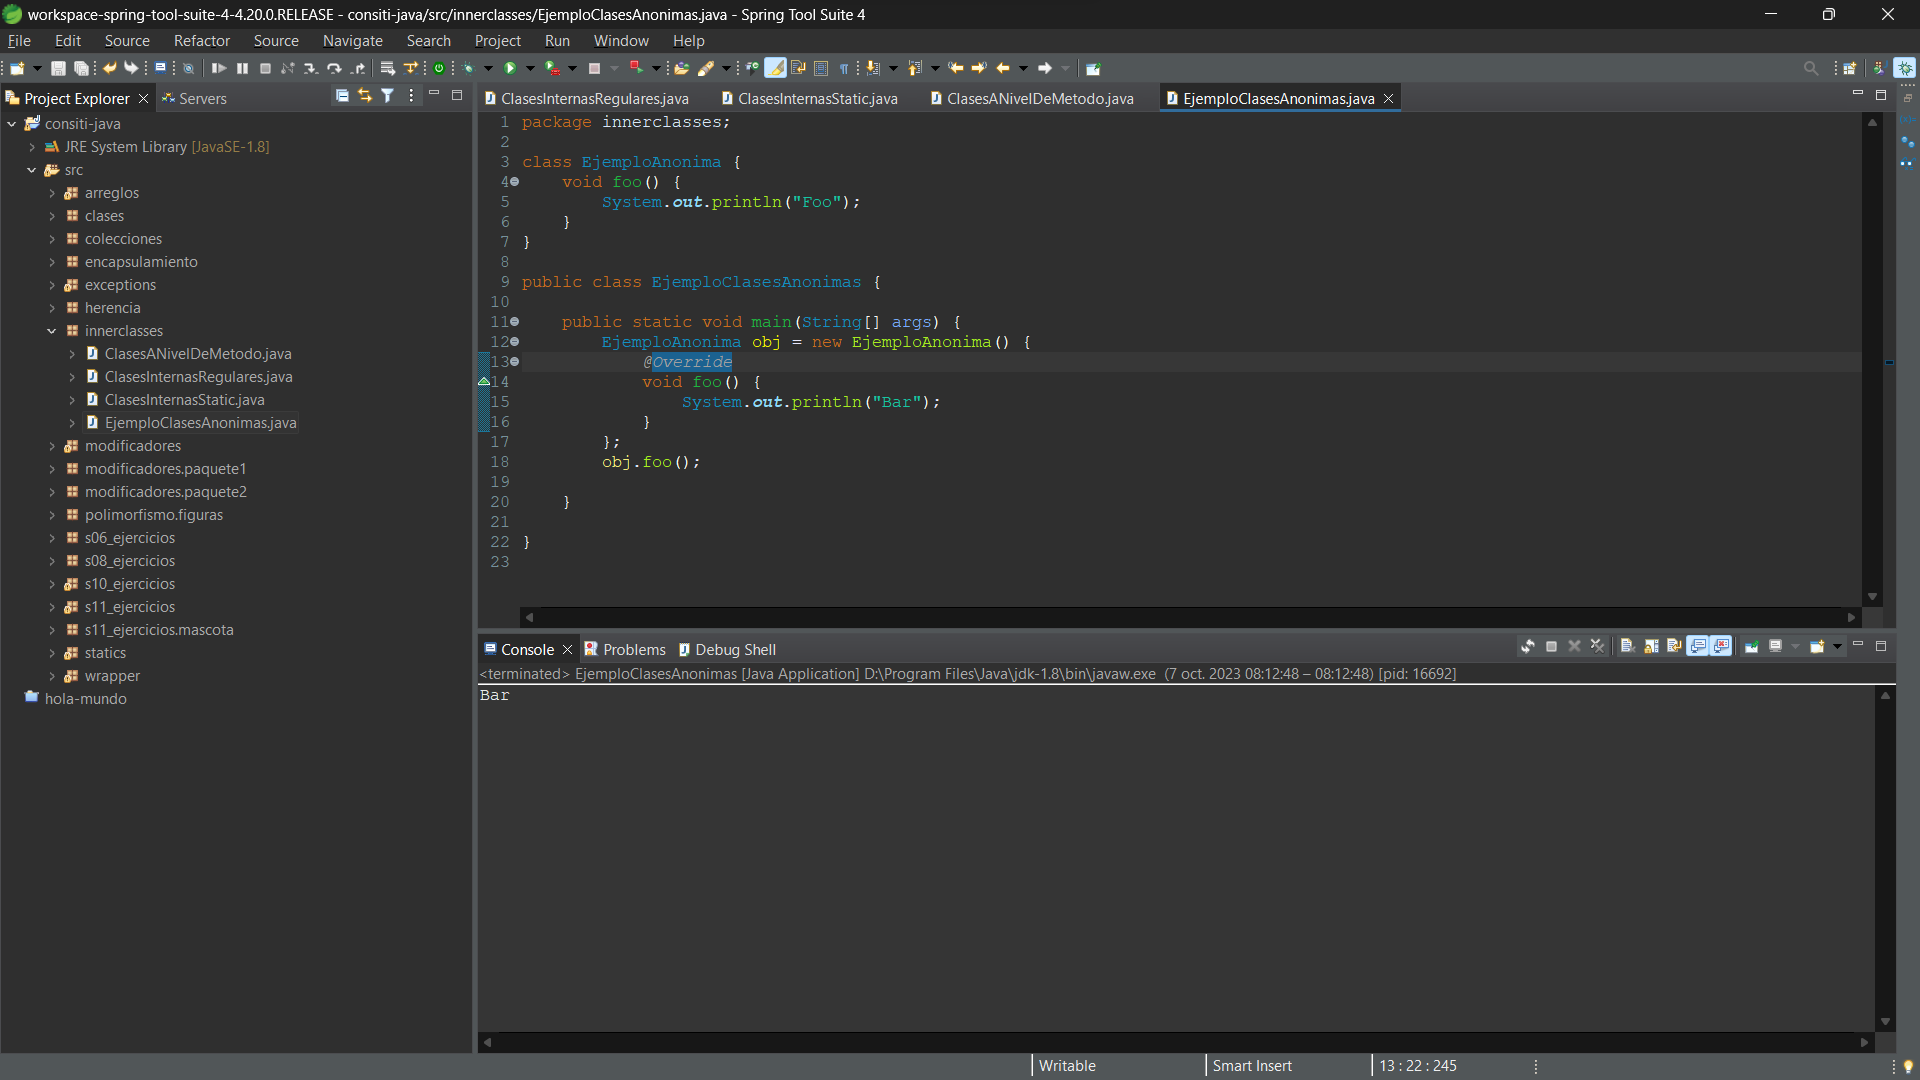 workspace-spring-tool-suite-4-4.20.0.RELEASE - consiti-java/src/innerclasses/EjemploClasesAnonimas.java - Spring Tool Suite 4
File Edit Source Refactor Source Navigate Search Project Run Window Help
Project Explorer Servers
consiti-java
JRE System Library [JavaSE-1.8]
src
arreglos
clases
colecciones
encapsulamiento
exceptions
herencia
innerclasses
ClasesANivelDeMetodo.java
ClasesInternasRegulares.java
ClasesInternasStatic.java
EjemploClasesAnonimas.java
modificadores
modificadores.paquete1
modificadores.paquete2
polimorfismo.figuras
s06_ejercicios
s08_ejercicios
s10_ejercicios
s11_ejercicios
s11_ejercicios.mascota
statics
wrapper
hola-mundo
ClasesInternasRegulares.java ClasesInternasStatic.java ClasesANivelDeMetodo.java EjemploClasesAnonimas.java
1 package innerclasses;
2
3 class EjemploAnonima {
4 void foo() {
5 System.out.println("Foo");
6 }
7 }
8
9 public class EjemploClasesAnonimas {
10
11 public static void main(String[] args) {
12 EjemploAnonima obj = new EjemploAnonima() {
13 @Override
14 void foo() {
15 System.out.println("Bar");
16 }
17 };
18 obj.foo();
19
20 }
21
22 }
23
Console Problems Debug Shell
<terminated> EjemploClasesAnonimas [Java Application] D:\Program Files\Java\jdk-1.8\bin\javaw.exe (7 oct. 2023 08:12:48 – 08:12:48) [pid: 16692]
Bar
Writable Smart Insert 13 : 22 : 245